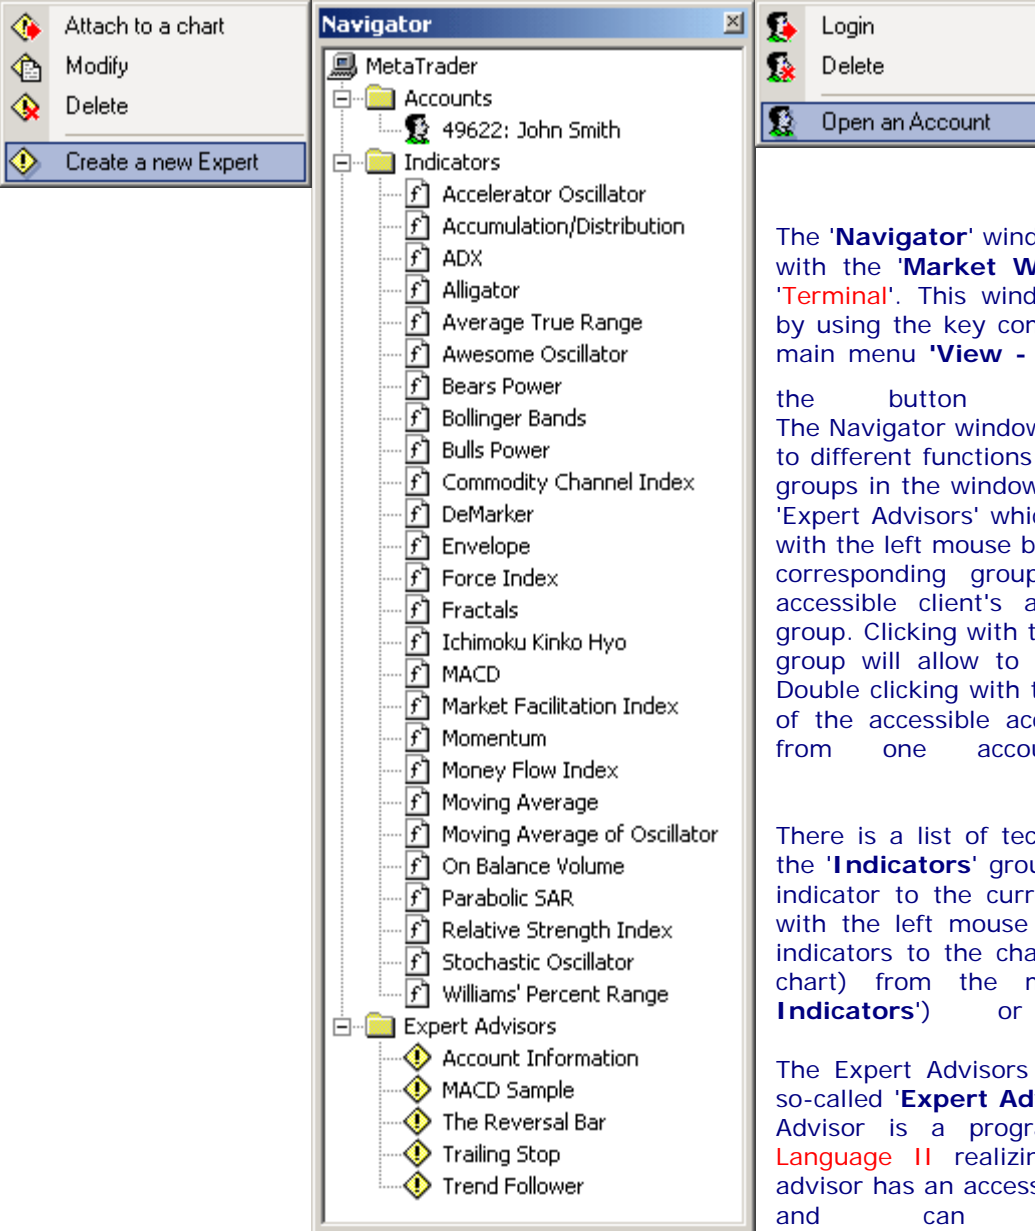 Attach to a chart
Modify
Delete
Create a new Expert
Navigator
MetaTrader
Accounts
49622: John Smith
Indicators
Accelerator Oscillator
Accumulation/Distribution
ADX
Alligator
Average True Range
Awesome Oscillator
Bears Power
Bollinger Bands
Bulls Power
Commodity Channel Index
DeMarker
Envelope
Force Index
Fractals
Ichimoku Kinko Hyo
MACD
Market Facilitation Index
Momentum
Money Flow Index
Moving Average
Moving Average of Oscillator
On Balance Volume
Parabolic SAR
Relative Strength Index
Stochastic Oscillator
Williams' Percent Range
Expert Advisors
Account Information
MACD Sample
The Reversal Bar
Trailing Stop
Trend Follower
Login
Delete
Open an Account
The 'Navigator' wind
with the 'Market W
'Terminal'. This wind
by using the key con
main menu 'View -
the button
The Navigator window
to different functions
groups in the window
'Expert Advisors' whic
with the left mouse b
corresponding group
accessible client's a
group. Clicking with t
group will allow to
Double clicking with t
of the accessible acc
from one accou
There is a list of tec
the 'Indicators' grou
indicator to the curr
with the left mouse
indicators to the cha
chart) from the n
Indicators') or
The Expert Advisors
so-called 'Expert Ad
Advisor is a progra
Language II realizin
advisor has an access
and can